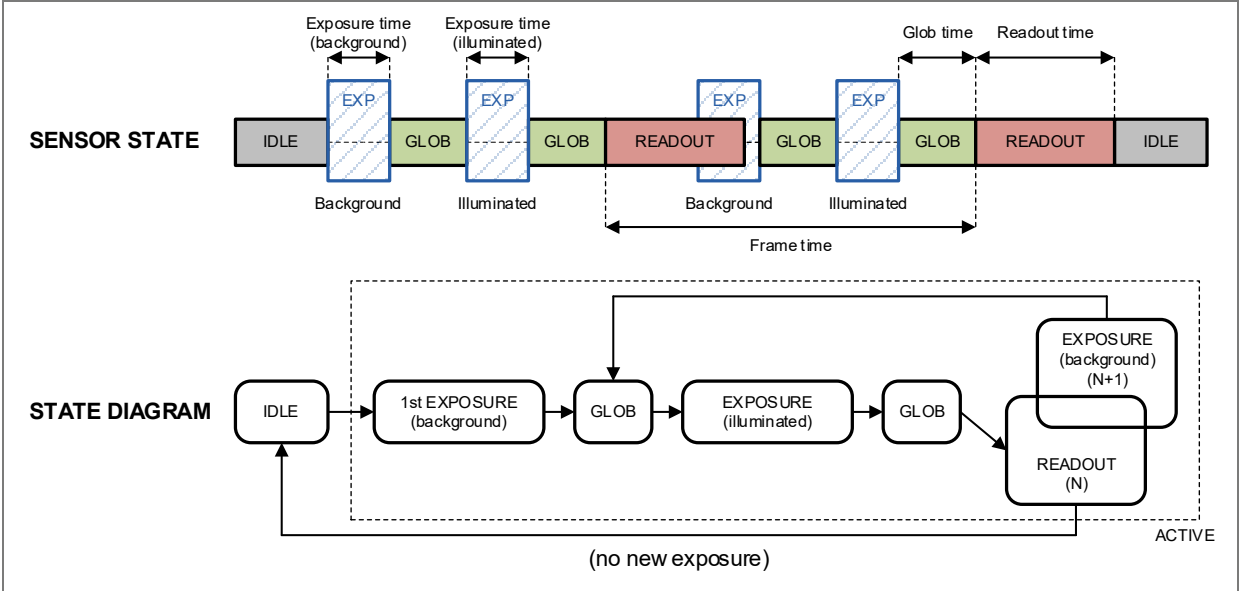 Exposure time
(background)
Exposure time
(illuminated)
Glob time
Readout time
SENSOR STATE
IDLE
EXP
GLOB
EXP
GLOB
READOUT
EXP
GLOB
EXP
GLOB
READOUT
IDLE
Background
Illuminated
Background
Illuminated
Frame time
STATE DIAGRAM
IDLE
1st EXPOSURE
(background)
GLOB
EXPOSURE
(illuminated)
GLOB
EXPOSURE
(background)
(N+1)
READOUT
(N)
ACTIVE
(no new exposure)